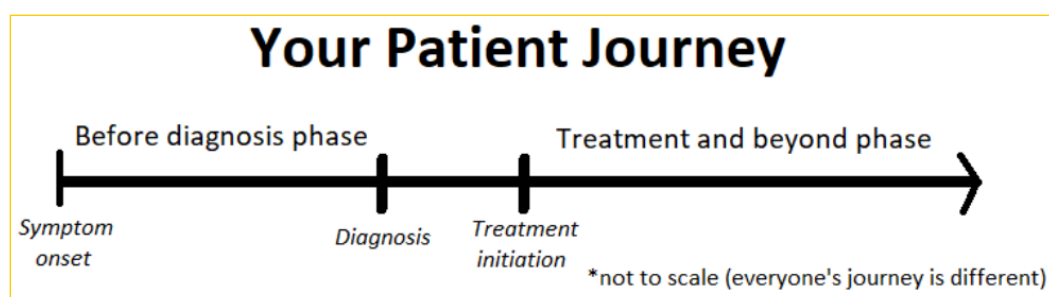 Your Patient Journey
Before diagnosis phase
Treatment and beyond phase
Symptom
onset
Diagnosis
Treatment
initiation
*not to scale (everyone's journey is different)